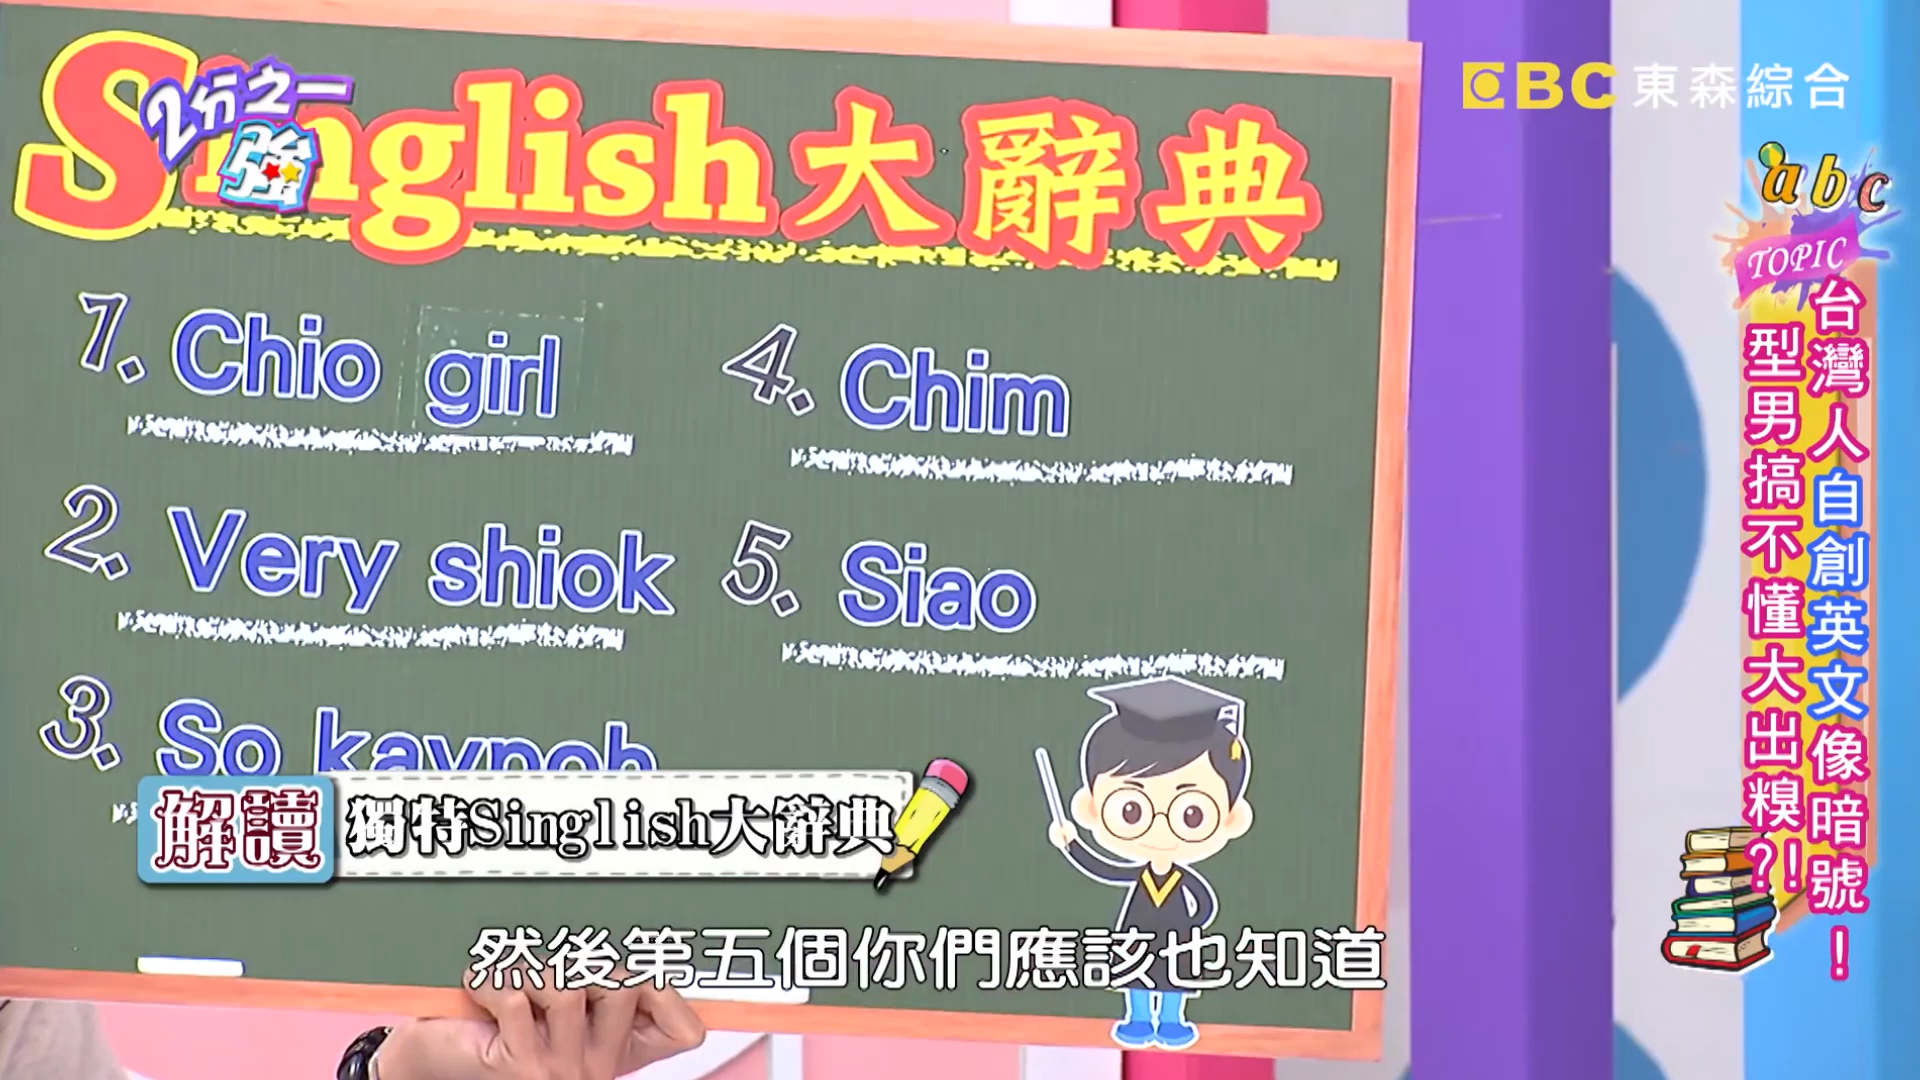 Singlish大辭典
2分之一強
EBC東森綜合
abc
TOPIC
台灣人自創英文像暗號！
型男搞不懂大出糗?!
1. Chio girl
2. Very shiok
3. So kaypoh
4. Chim
5. Siao
解讀 獨特Singlish大辭典
然後第五個你們應該也知道